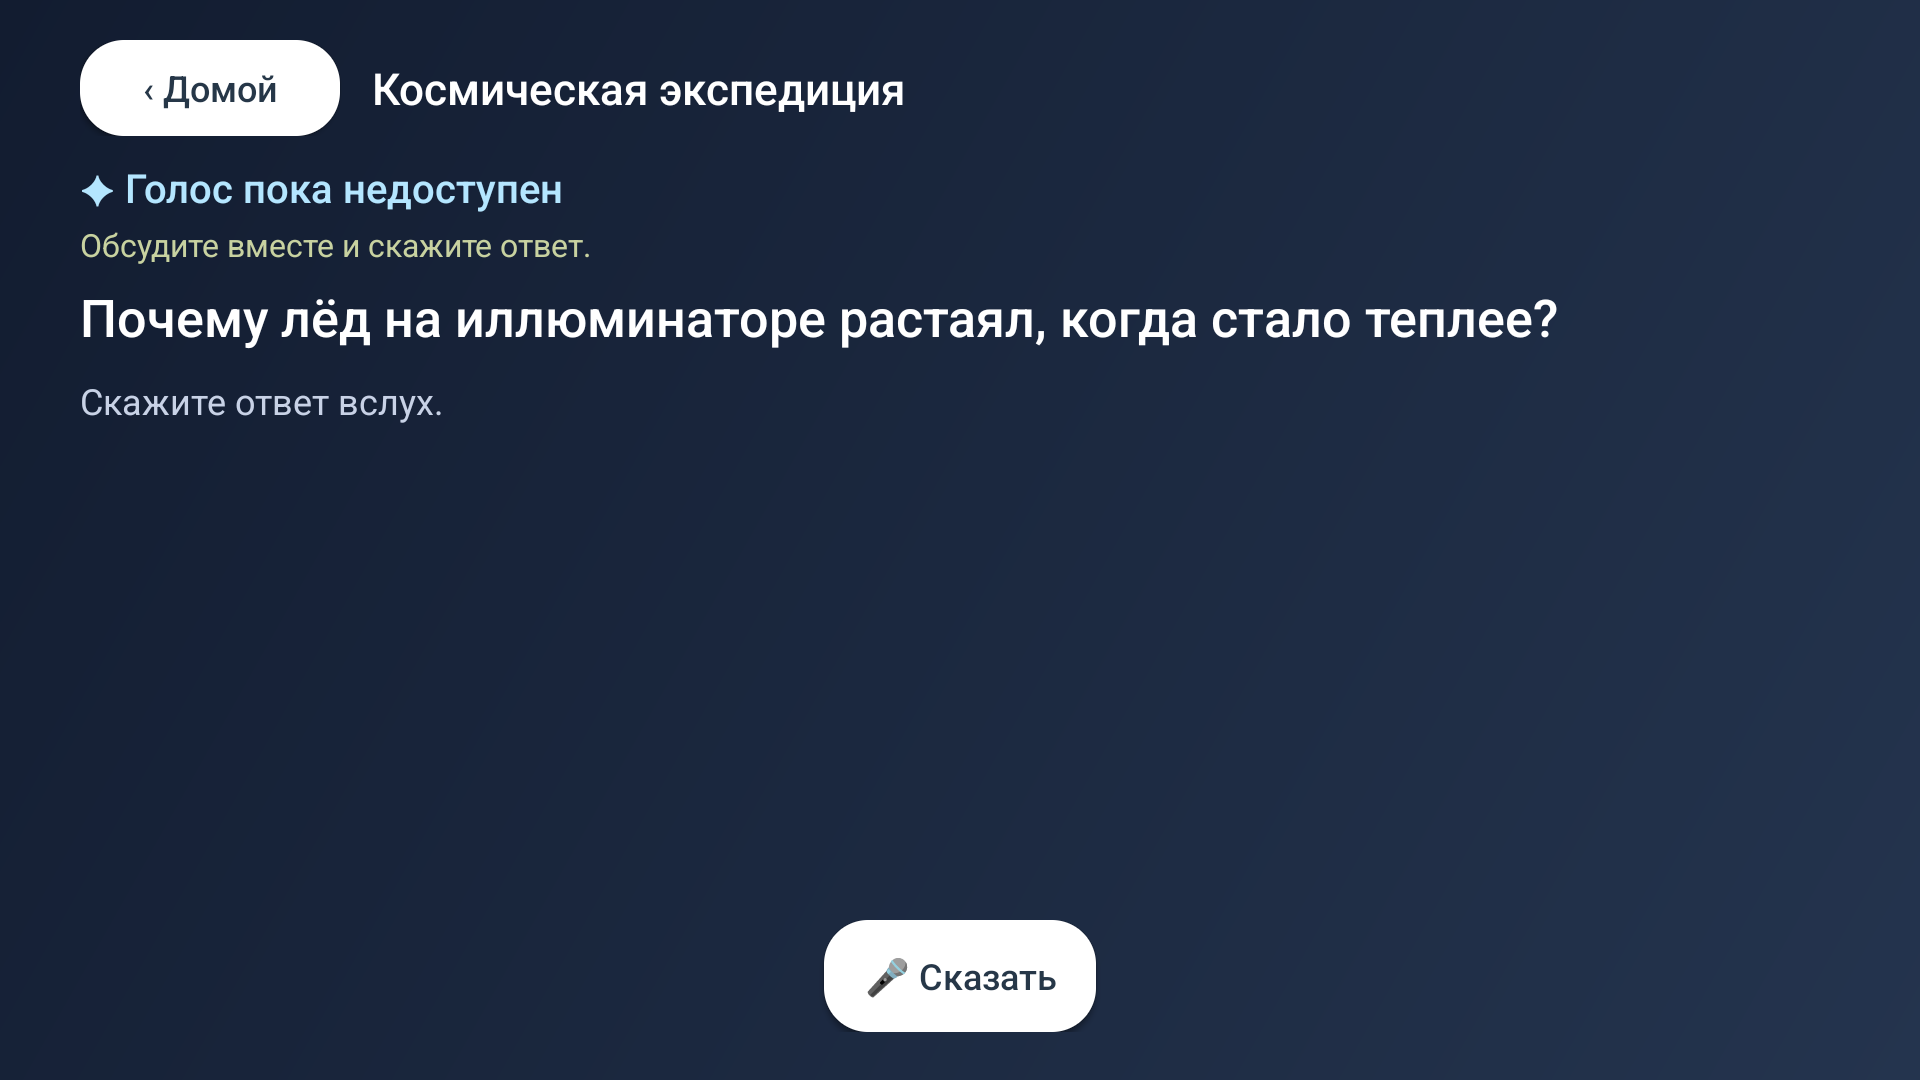 ‹ Домой
Космическая экспедиция
✦ Голос пока недоступен
Обсудите вместе и скажите ответ.
Почему лёд на иллюминаторе растаял, когда стало теплее?
Скажите ответ вслух.
🎤 Сказать